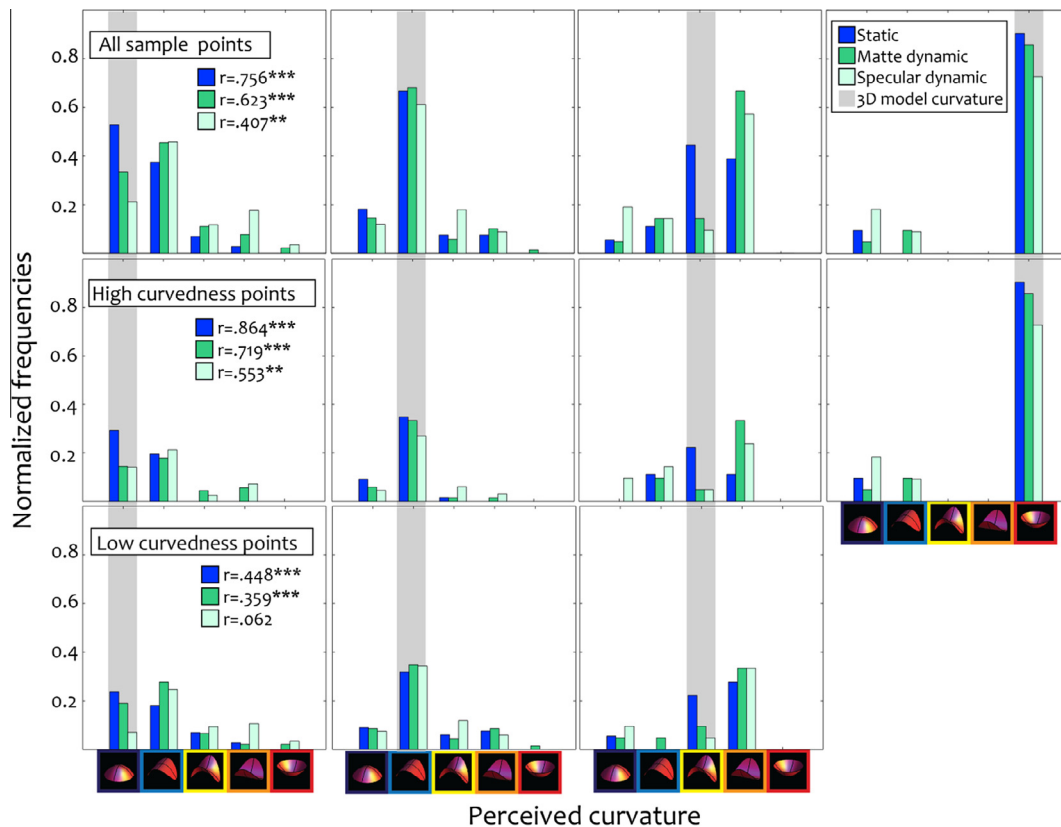 All sample points
r=.756***
r=.623***
r=.407**
Static
Matte dynamic
Specular dynamic
3D model curvature
0.8
0.6
0.4
0.2
High curvedness points
r=.864***
r=.719***
r=.553**
0.8
0.6
0.4
0.2
Low curvedness points
r=.448***
r=.359***
r=.062
0.8
0.6
0.4
0.2
Normalized frequencies
Perceived curvature